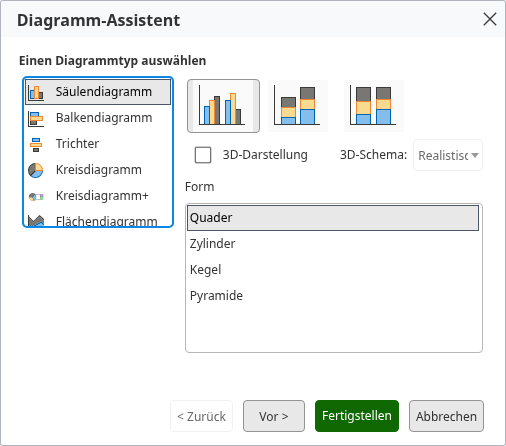 Diagramm-Assistent
Einen Diagrammtyp auswählen
Säulendiagramm
Balkendiagramm
Trichter
Kreisdiagramm
Kreisdiagramm+
Flächendiagramm
3D-Darstellung
3D-Schema:
Realistisc
Form
Quader
Zylinder
Kegel
Pyramide
< Zurück
Vor >
Fertigstellen
Abbrechen